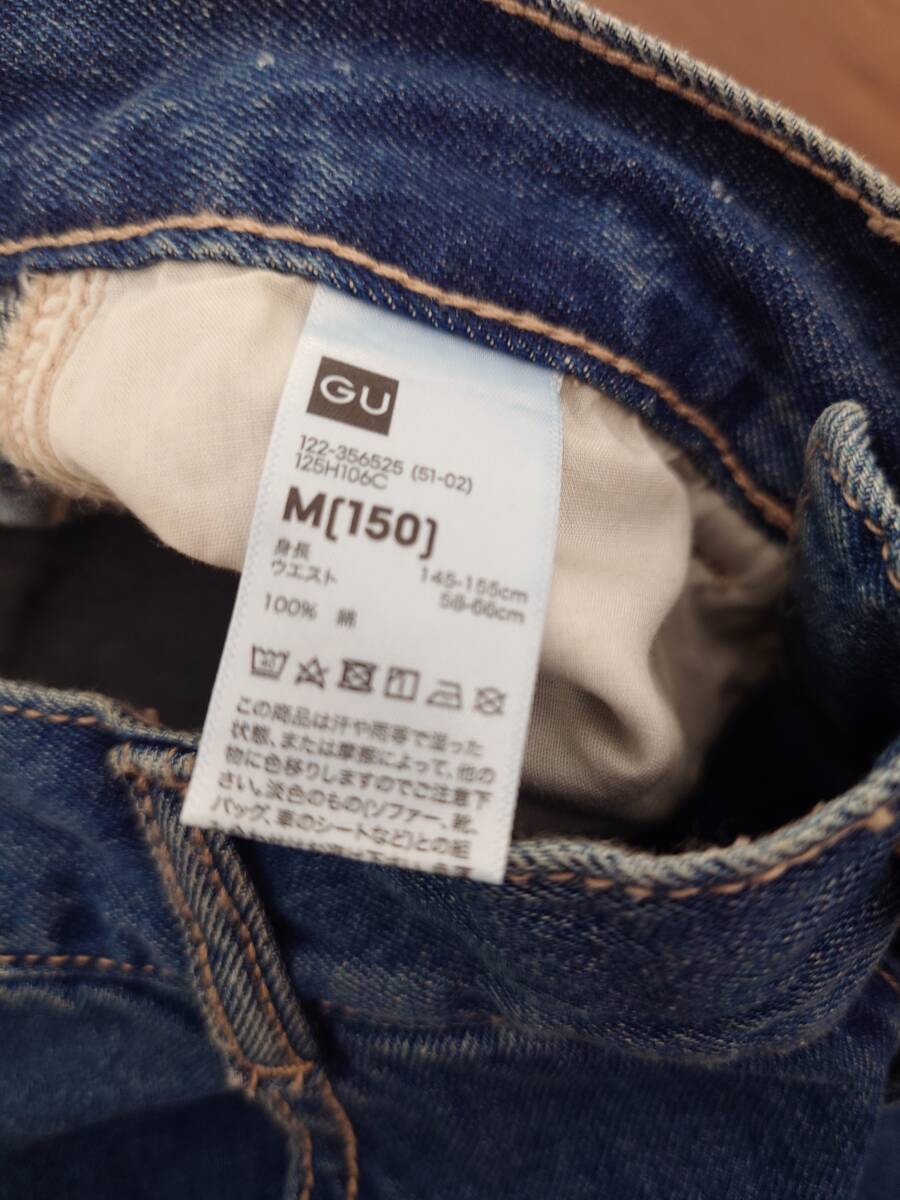 GU
122-356525 (51-02)
125H106C
M(150)
身長 145-155cm
ウエスト 58-66cm
100% 綿
この商品は汗や雨等で湿った
状態、または摩擦によって、他の
物に色移りしますのでご注意下
さい。淡色のもの(ソファー、靴、
バッグ、車のシートなど)との組